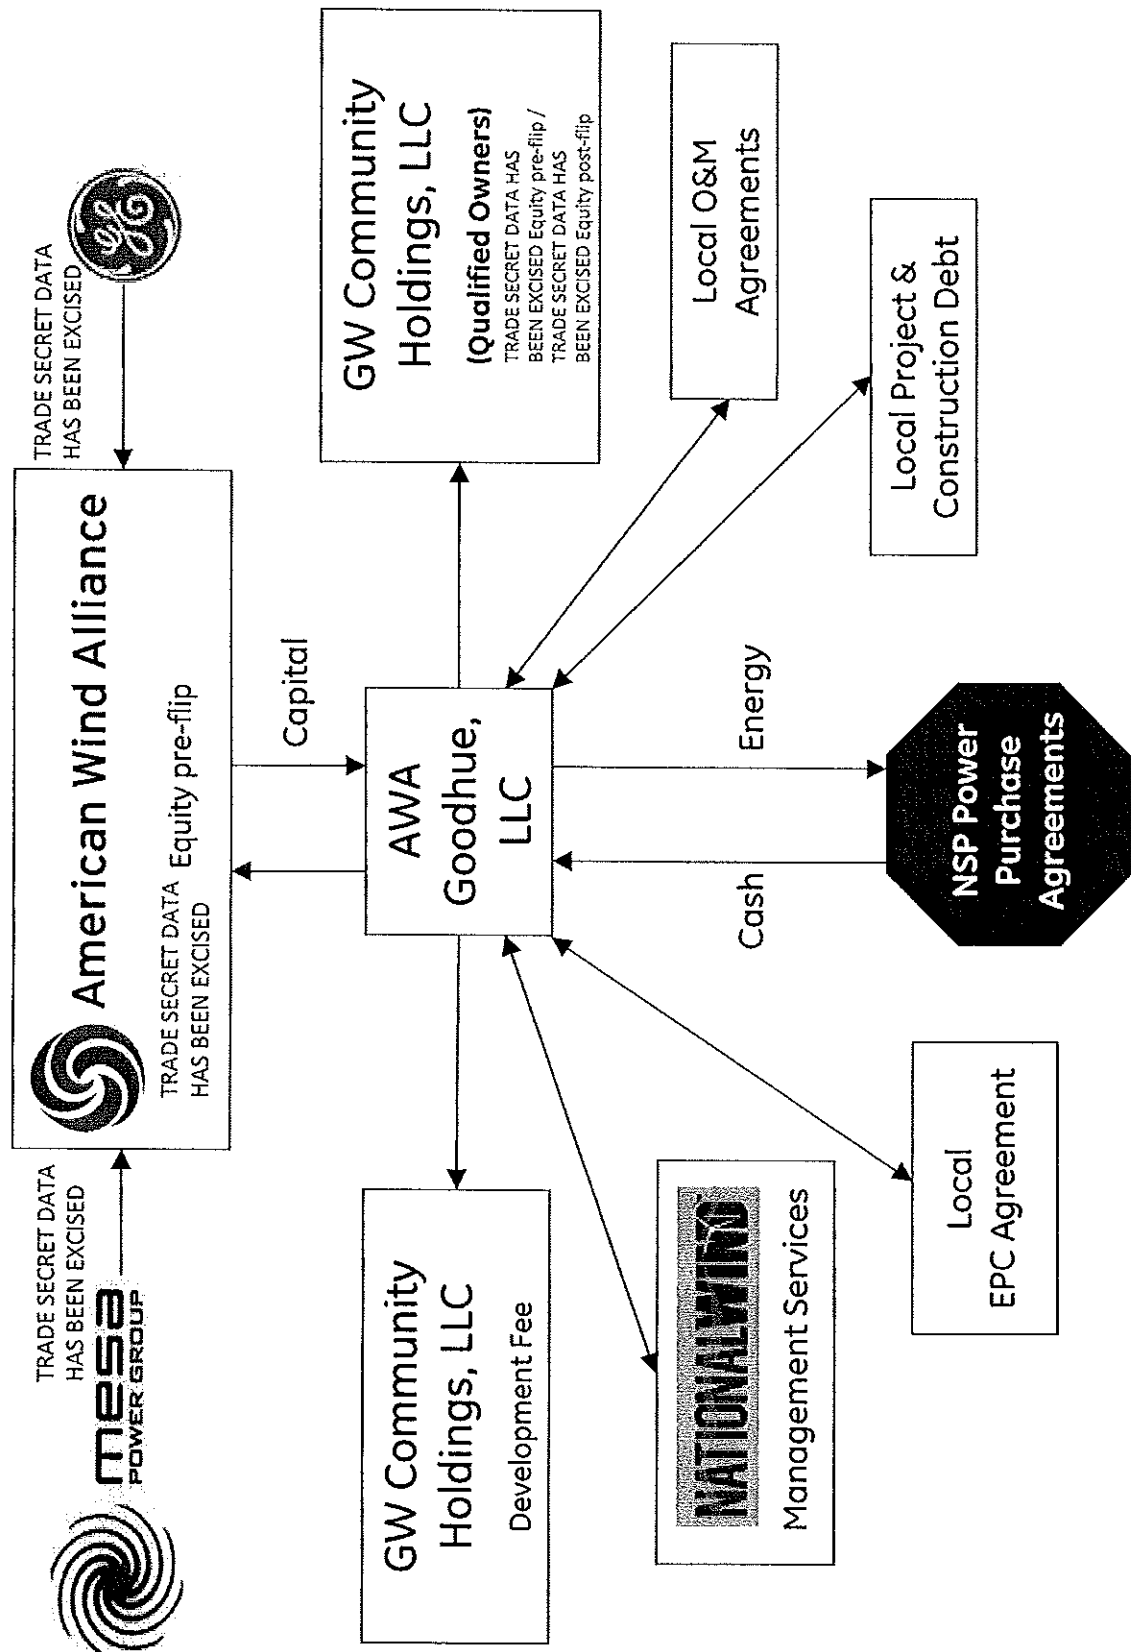 TRADE SECRET DATA
HAS BEEN EXCISED
mesa
POWER GROUP
American Wind Alliance
TRADE SECRET DATA Equity pre-flip
HAS BEEN EXCISED
TRADE SECRET DATA
HAS BEEN EXCISED
GE
Capital
GW Community
Holdings, LLC
Development Fee
AWA
Goodhue,
LLC
GW Community
Holdings, LLC
(Qualified Owners)
TRADE SECRET DATA HAS
BEEN EXCISED Equity pre-flip /
TRADE SECRET DATA HAS
BEEN EXCISED Equity post-flip
NATIONALWIND
Management Services
Cash
Energy
Local O&M
Agreements
Local
EPC Agreement
NSP Power
Purchase
Agreements
Local Project &
Construction Debt